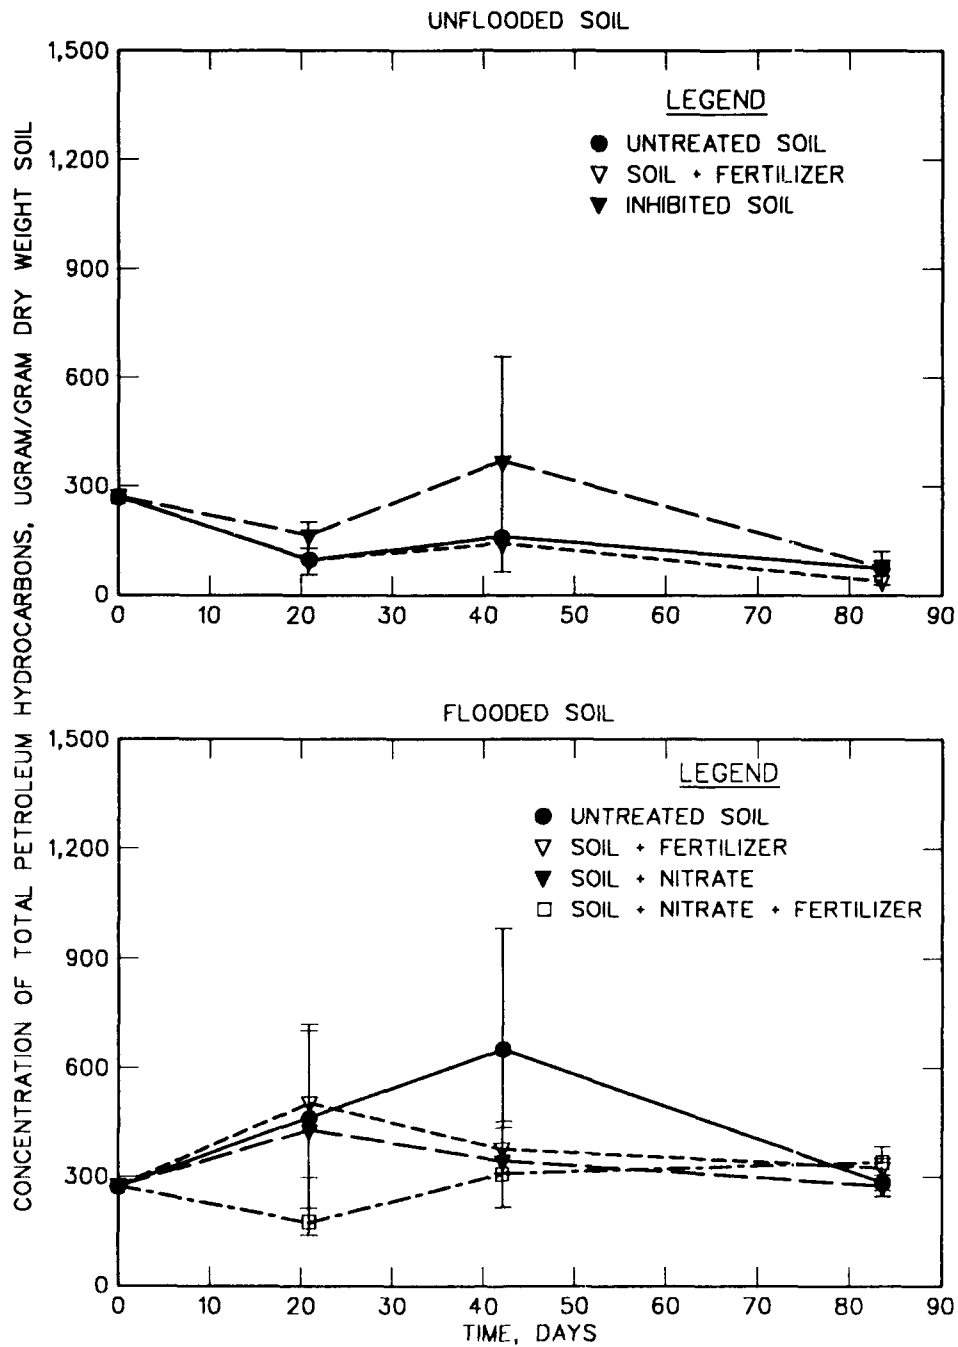 UNFLOODED SOIL
1,500
1,200
900
600
300
0
LEGEND
UNTREATED SOIL
SOIL + FERTILIZER
INHIBITED SOIL
0 10 20 30 40 50 60 70 80 90
CONCENTRATION OF TOTAL PETROLEUM HYDROCARBONS, UGRAM/GRAM DRY WEIGHT SOIL
FLOODED SOIL
1,500
1,200
900
600
300
0
LEGEND
UNTREATED SOIL
SOIL + FERTILIZER
SOIL + NITRATE
SOIL + NITRATE + FERTILIZER
0 10 20 30 40 50 60 70 80 90
TIME, DAYS